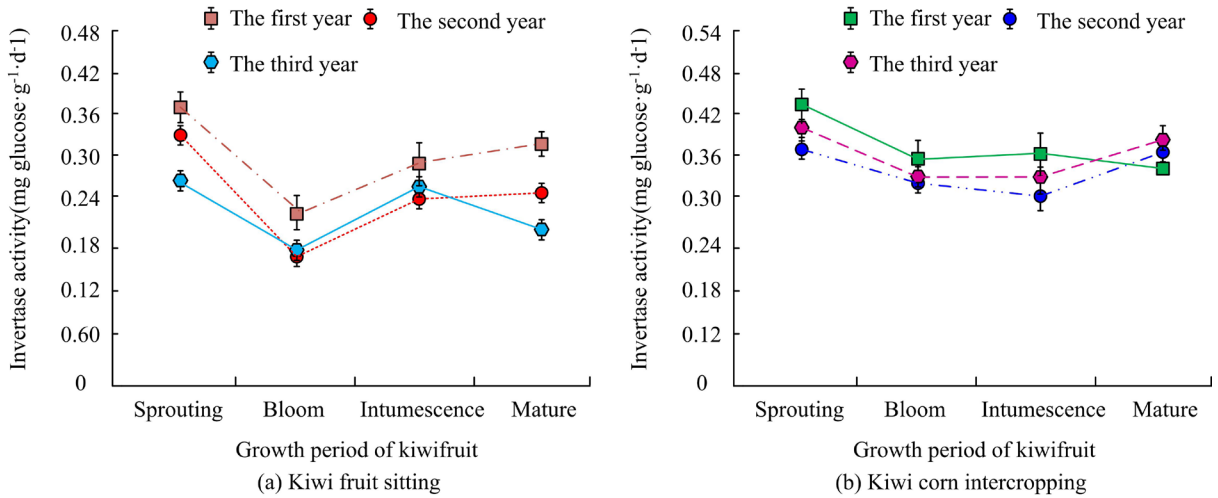 Invertase activity(mg glucose·g-1·d-1)
0.48
0.42
0.36
0.30
0.24
0.18
0.12
0.60
0
The first year
The second year
The third year
Sprouting
Bloom
Intumescence
Mature
Growth period of kiwifruit
(a) Kiwi fruit sitting
Invertase activity(mg glucose·g-1·d-1)
0.54
0.48
0.42
0.36
0.30
0.24
0.18
0.12
0
The first year
The second year
The third year
Sprouting
Bloom
Intumescence
Mature
Growth period of kiwifruit
(b) Kiwi corn intercropping